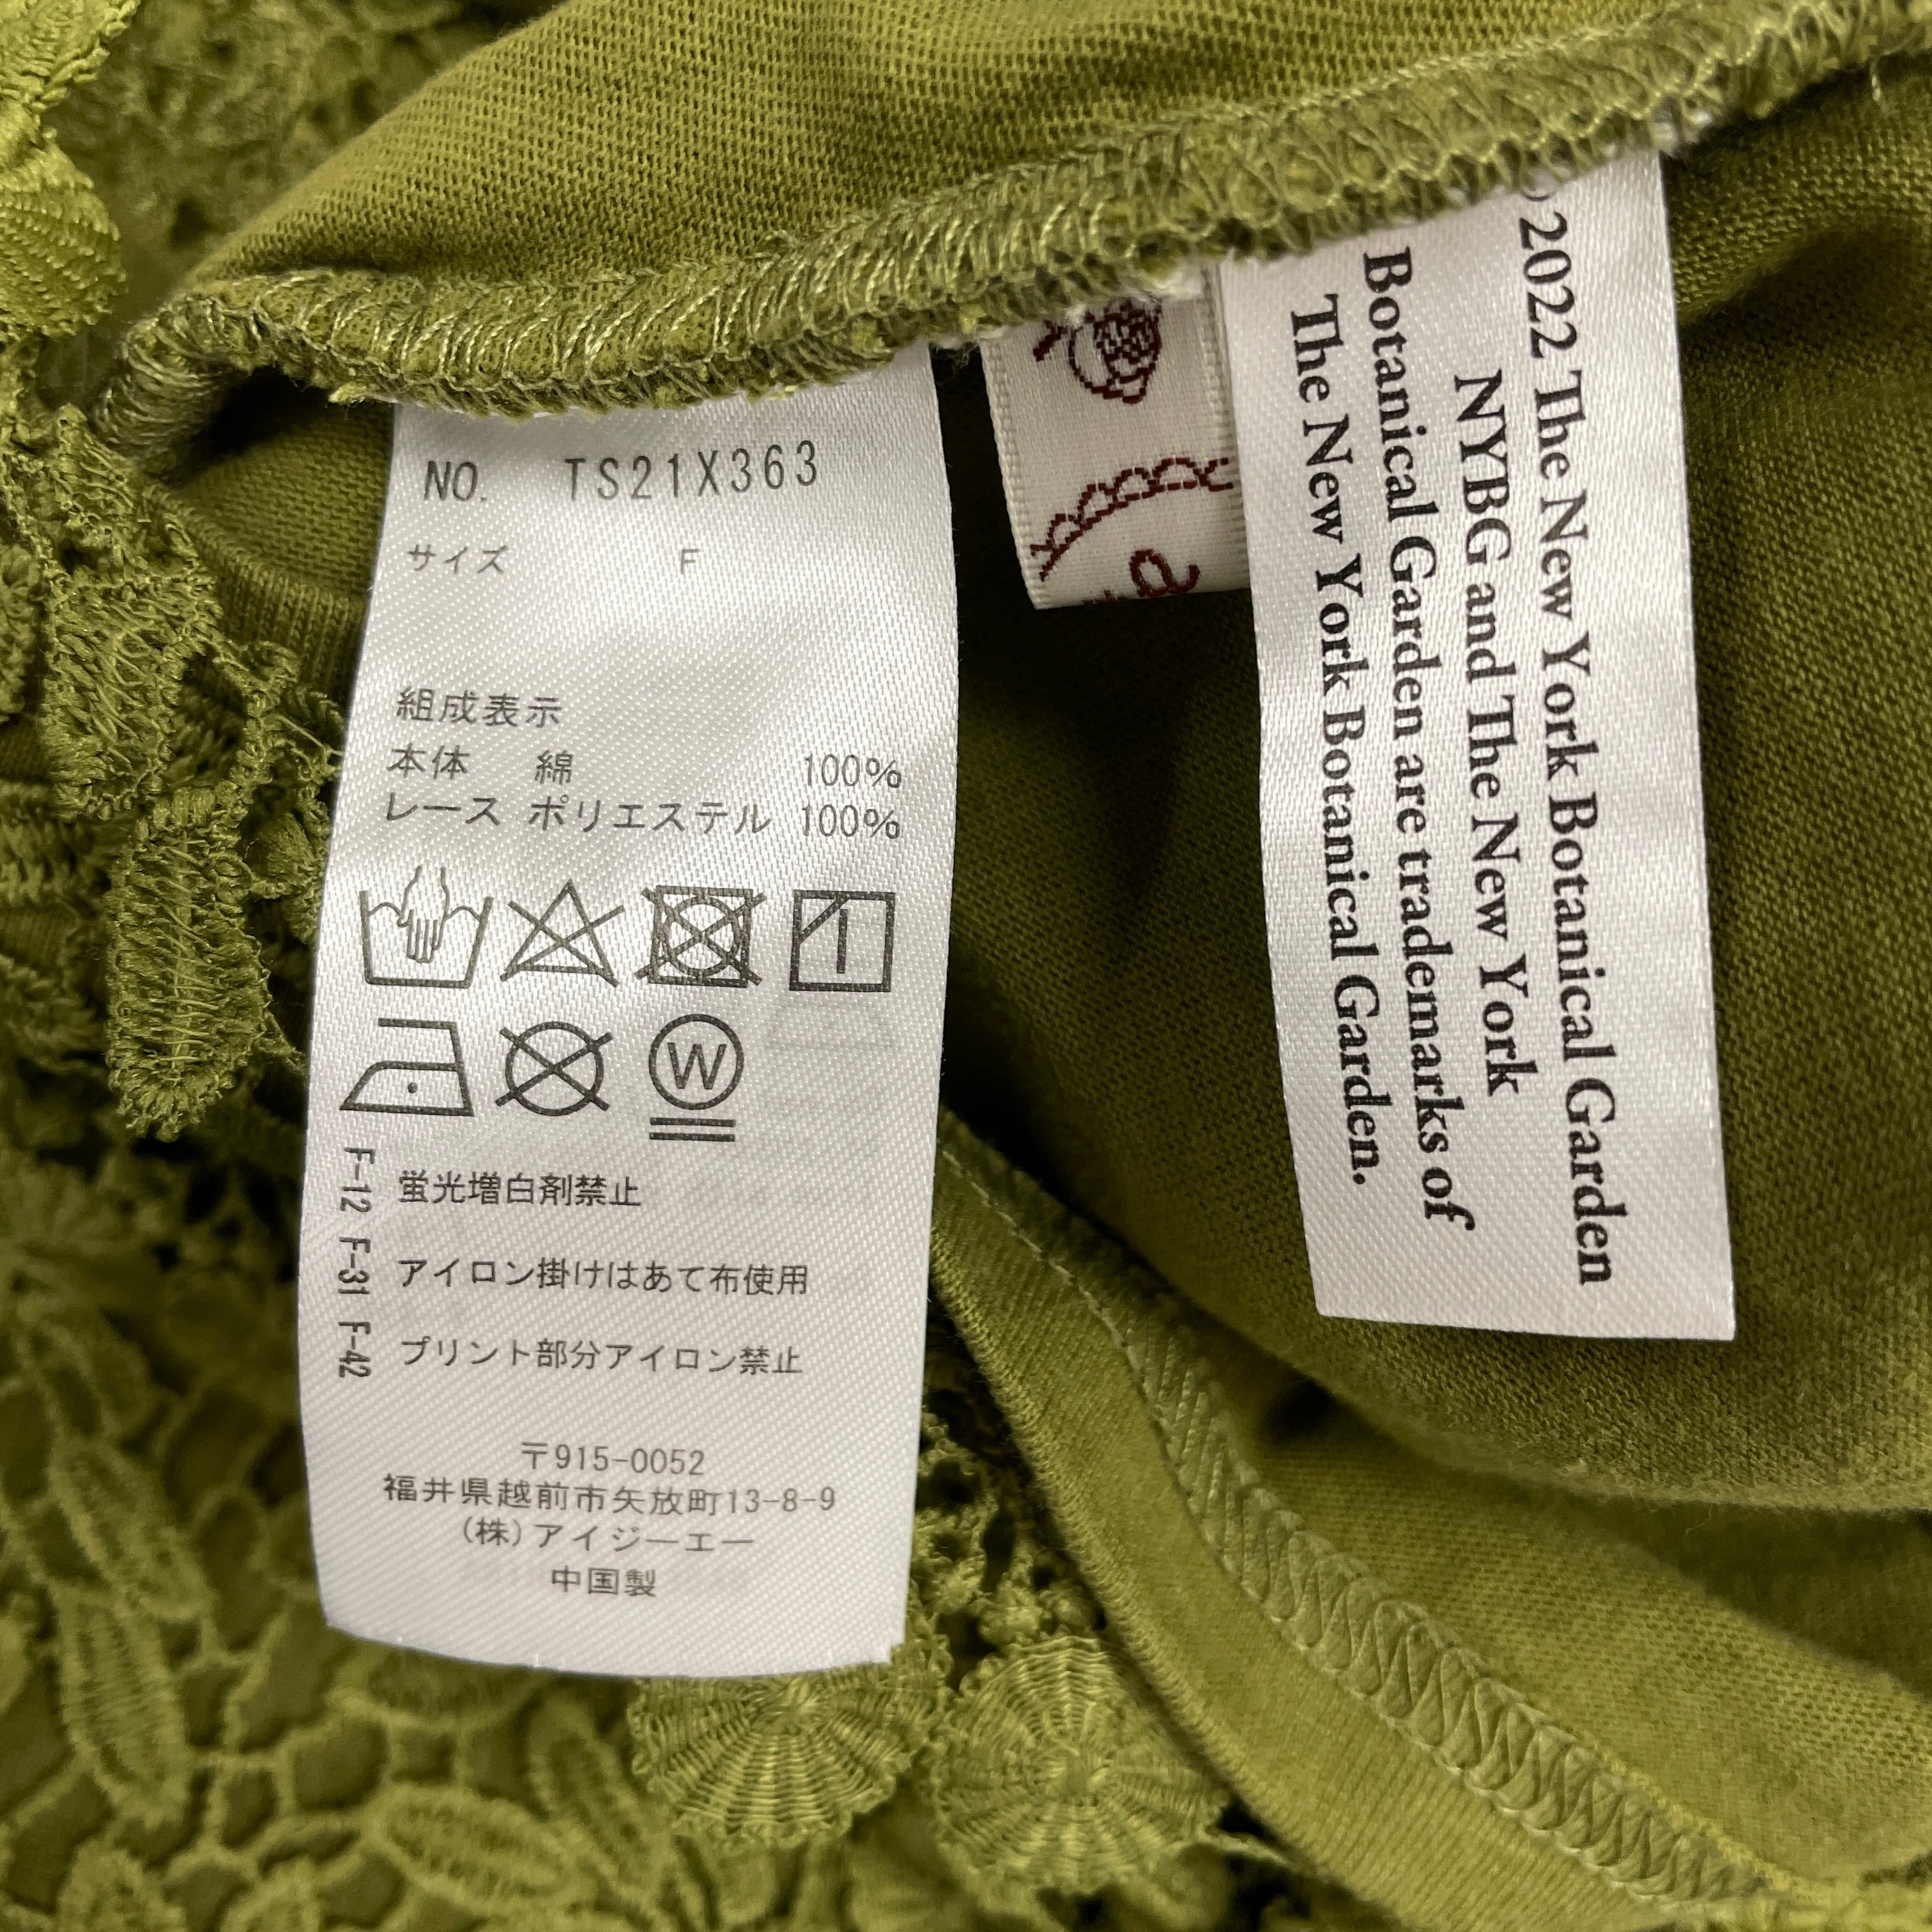 NO. TS21X363
サイズ F
組成表示
本体 綿 100%
レース ポリエステル 100%
W
F-12 F-31 F-42
蛍光増白剤禁止
アイロン掛けはあて布使用
プリント部分アイロン禁止
〒915-0052
福井県越前市矢放町13-8-9
(株)アイジーエー
中国製
2022 The New York Botanical Garden
NYBG and The New York
Botanical Garden are trademarks of
The New York Botanical Garden.